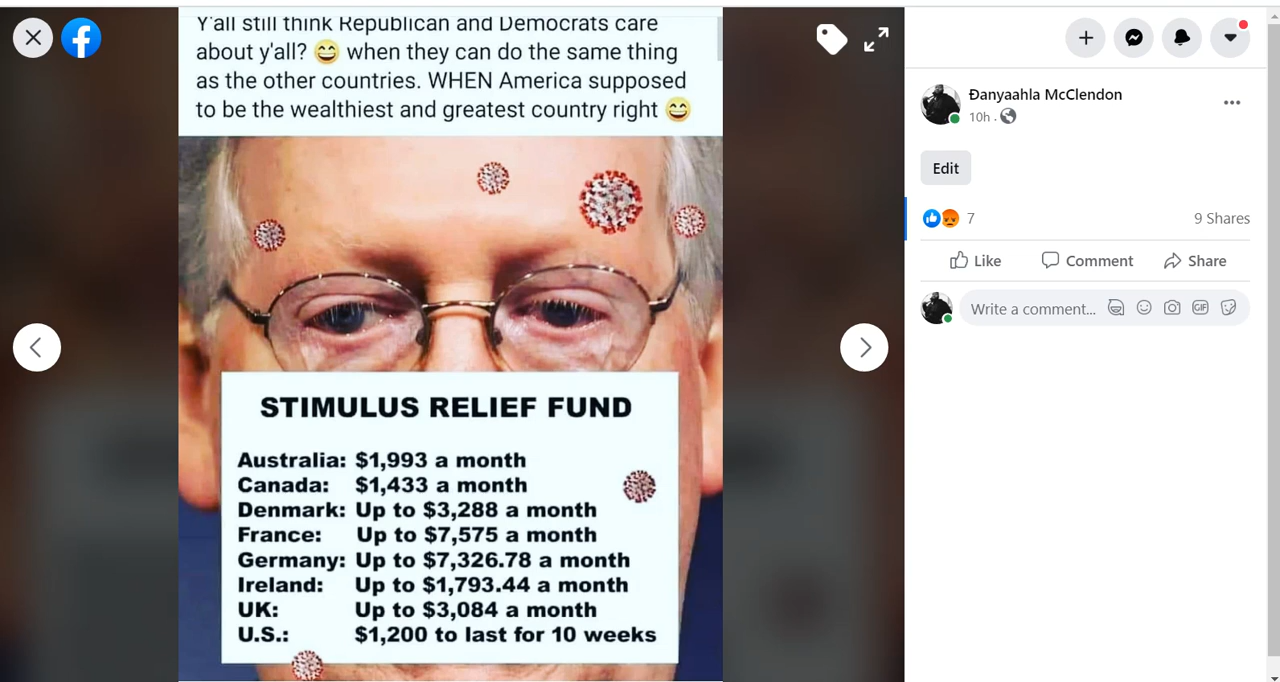 Y'all still think Republican and Democrats care
about y'all? 😄 when they can do the same thing
as the other countries. WHEN America supposed
to be the wealthiest and greatest country right 😄
STIMULUS RELIEF FUND
Australia: $1,993 a month
Canada: $1,433 a month
Denmark: Up to $3,288 a month
France: Up to $7,575 a month
Germany: Up to $7,326.78 a month
Ireland: Up to $1,793.44 a month
UK: Up to $3,084 a month
U.S.: $1,200 to last for 10 weeks
Đanyaahla McClendon
10h ·
Edit
7
9 Shares
Like
Comment
Share
Write a comment...
GIF